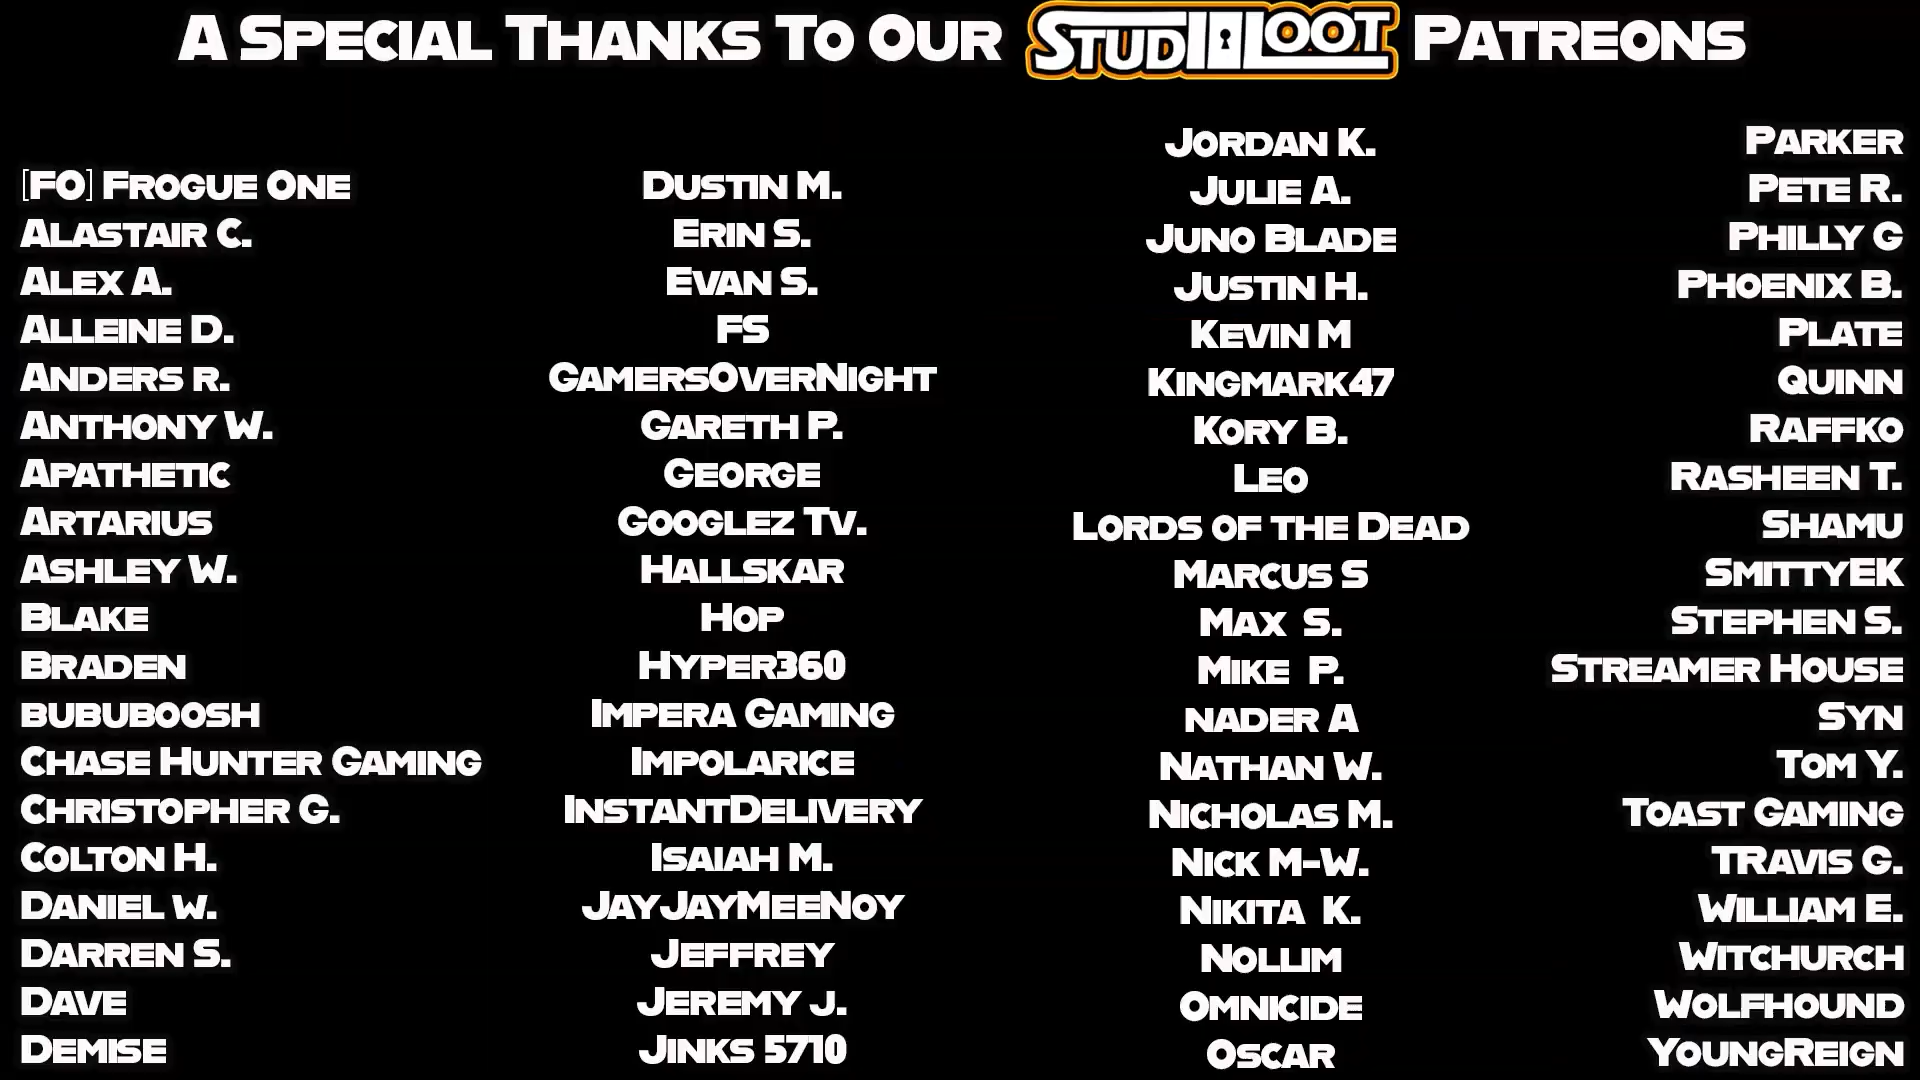 A Special Thanks To Our StudLoot Patreons
[FO] Frogue One
Alastair C.
Alex A.
Alleine D.
Anders r.
Anthony W.
Apathetic
Artarius
Ashley W.
Blake
Braden
bububoosh
Chase Hunter Gaming
Christopher G.
Colton H.
Daniel w.
Darren S.
Dave
Demise
Dustin M.
Erin S.
Evan S.
FS
GamersOverNight
Gareth P.
George
Googlez Tv.
Hallskar
Hop
Hyper360
Impera Gaming
Impolarice
InstantDelivery
Isaiah M.
JayJayMeeNoy
Jeffrey
Jeremy J.
Jinks 5710
Jordan K.
Julie A.
Juno Blade
Justin H.
Kevin M
Kingmark47
Kory B.
Leo
Lords of the Dead
Marcus S
Max S.
Mike P.
nader A
Nathan W.
Nicholas M.
Nick M-W.
Nikita K.
Nollim
Omnicide
Oscar
Parker
Pete R.
Philly G
Phoenix B.
Plate
Quinn
Raffko
Rasheen T.
Shamu
SmittyEK
Stephen S.
Streamer House
Syn
Tom Y.
Toast Gaming
TRavis G.
William E.
Witchurch
Wolfhound
YoungReign